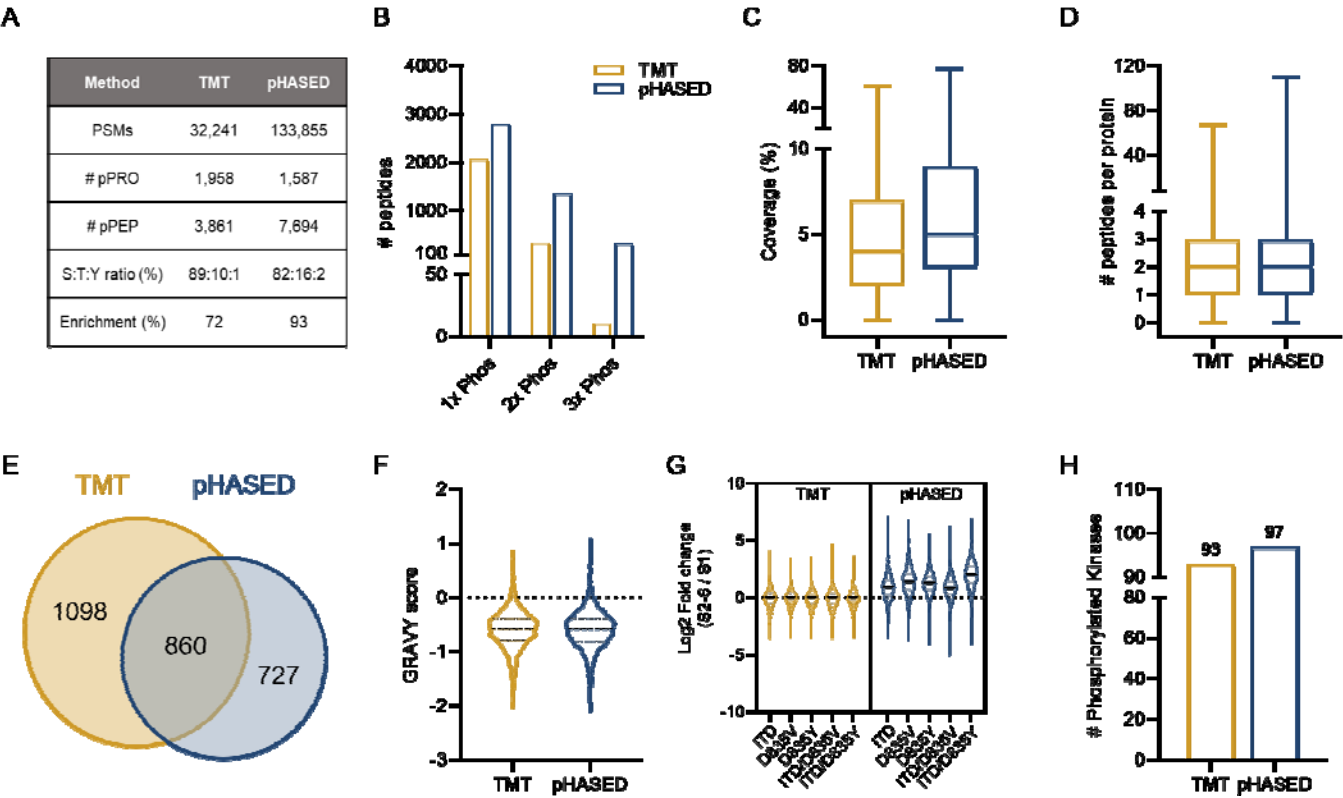 A
Method TMT pHASED
PSMs 32,241 133,855
# pPRO 1,958 1,587
# pPEP 3,861 7,694
S:T:Y ratio (%) 89:10:1 82:16:2
Enrichment (%) 72 93
B
# peptides
4000
3000
2000
1000
100
50
0
TMT
pHASED
1x Phos
2x Phos
3x Phos
C
Coverage (%)
80
40
10
5
0
TMT pHASED
D
# peptides per protein
120
80
40
4
3
2
1
0
TMT pHASED
E
TMT pHASED
1098
860
727
F
GRAVY score
2
1
0
-1
-2
-3
TMT pHASED
G
Log2 Fold change
(S2-6 / S1)
10
5
0
-5
-10
TMT
pHASED
ITD
D835V
D835Y
ITD/D835V
ITD/D835Y
ITD
D835V
D835Y
ITD/D835V
ITD/D835Y
H
# Phosphorylated Kinases
110
100
90
80
60
40
20
0
93
97
TMT pHASED